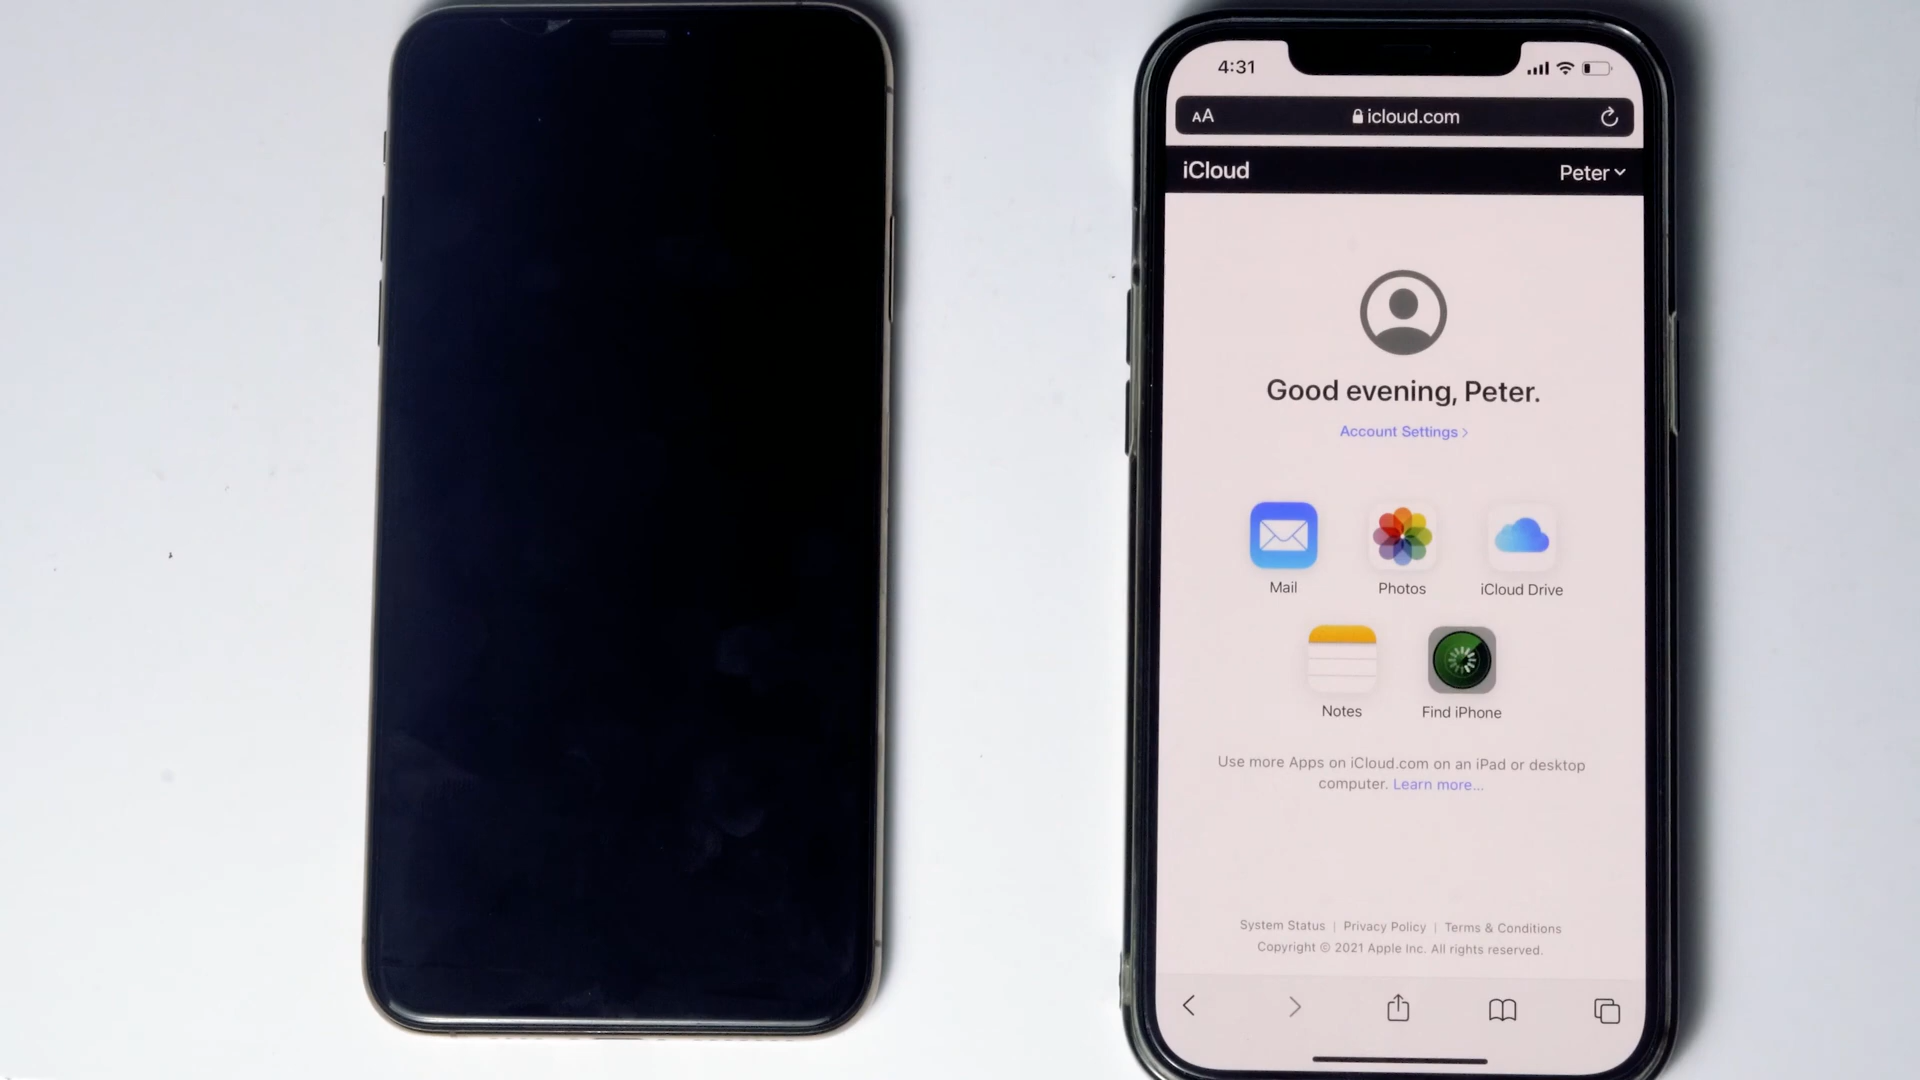 4:31
AA icloud.com
iCloud Peter
Good evening, Peter.
Account Settings >
Mail Photos iCloud Drive
Notes Find iPhone
Use more Apps on iCloud.com on an iPad or desktop
computer. Learn more...
System Status | Privacy Policy | Terms & Conditions
Copyright © 2021 Apple Inc. All rights reserved.